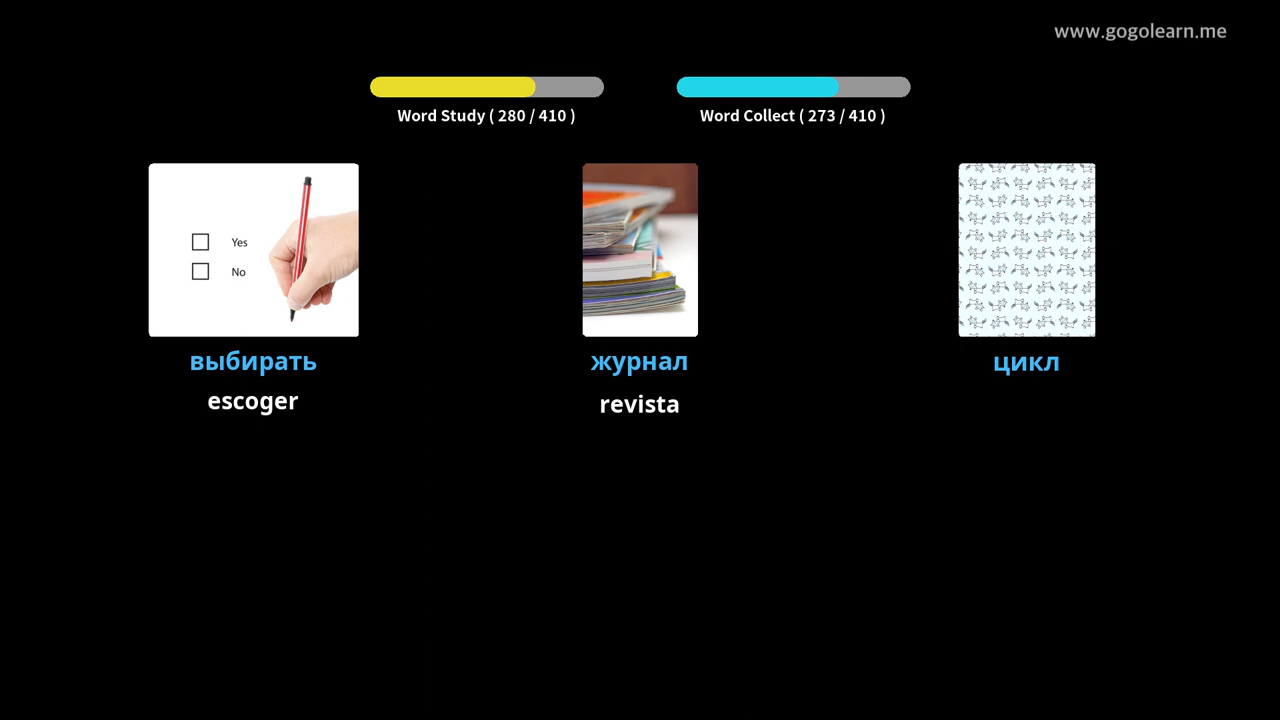 www.gogolearn.me
Word Study ( 280 / 410 )
Word Collect ( 273 / 410 )
Yes
No
выбирать
журнал
цикл
escoger
revista